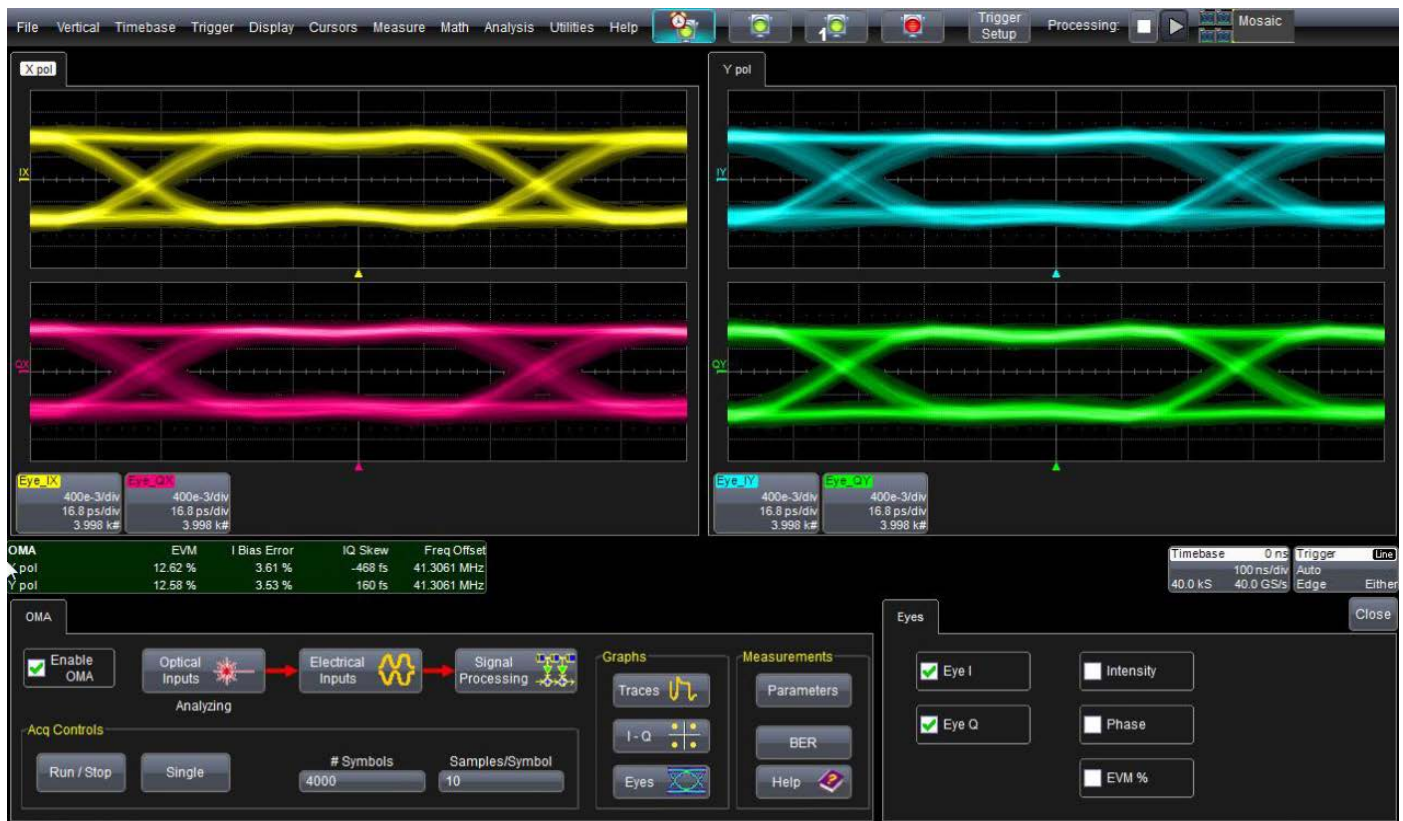 File Vertical Timebase Trigger Display Cursors Measure Math Analysis Utilities Help
1
Trigger
Setup
Processing:
Mosaic
X pol
Y pol
IX
IY
QX
QY
Eye_IX
400e-3/div
16.8 ps/div
3.998 k#
Eye_QX
400e-3/div
16.8 ps/div
3.998 k#
Eye_IY
400e-3/div
16.8 ps/div
3.998 k#
Eye_QY
400e-3/div
16.8 ps/div
3.998 k#
OMA EVM I Bias Error IQ Skew Freq Offset
pol 12.62 % 3.61 % -468 fs 41.3061 MHz
Y pol 12.58 % 3.53 % 160 fs 41.3061 MHz
Timebase 0 ns
100 ns/div
40.0 kS 40.0 GS/s
Trigger Line
Auto
Edge Either
OMA
Enable
OMA
Optical
Inputs
Analyzing
Electrical
Inputs
Signal
Processing
Acq Controls
Run / Stop
Single
# Symbols
4000
Samples/Symbol
10
Graphs
Traces
I - Q
Eyes
Measurements
Parameters
BER
Help
?
Eyes
Close
Eye I
Eye Q
Intensity
Phase
EVM %